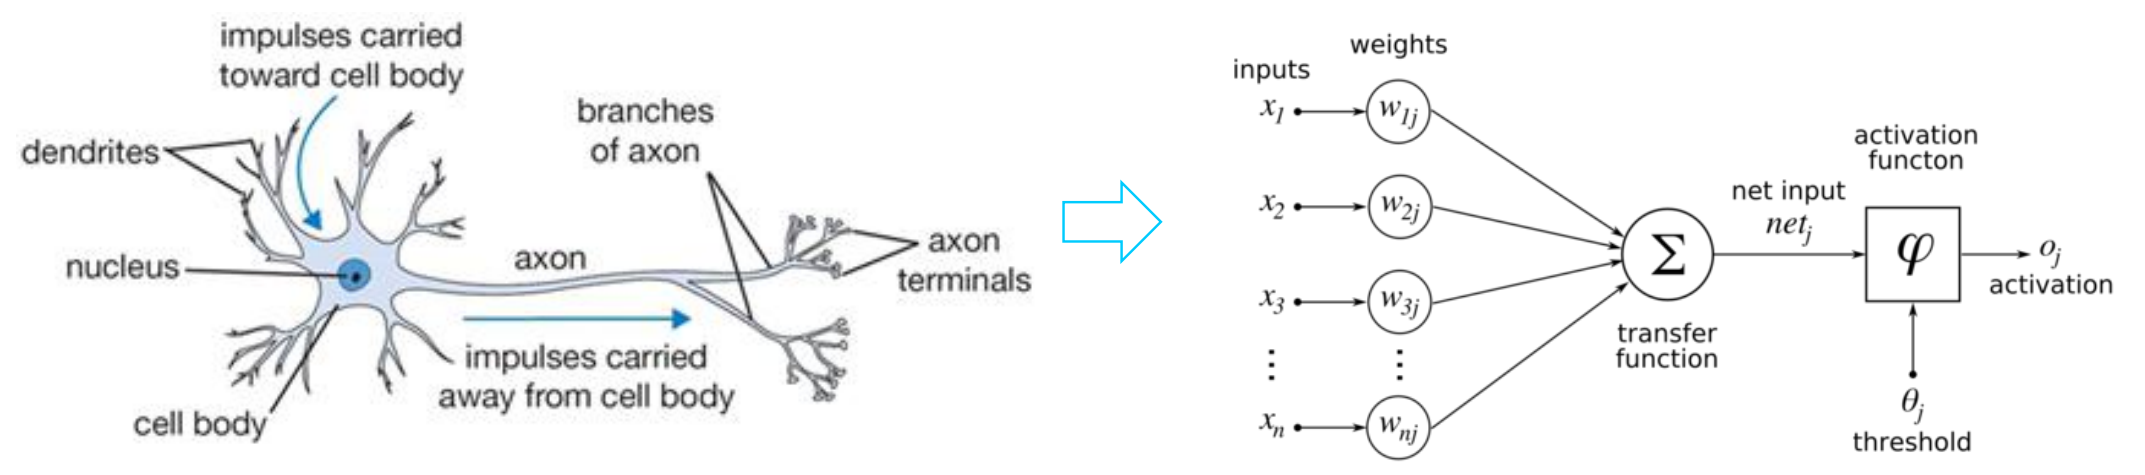 impulses carried
toward cell body
dendrites
branches
of axon
nucleus
axon
axon
terminals
impulses carried
away from cell body
cell body
weights
inputs
x1
w1j
x2
w2j
x3
w3j
⋮
⋮
xn
wnj
Σ
transfer
function
net input
netj
activation
functon
φ
oj
activation
θj
threshold